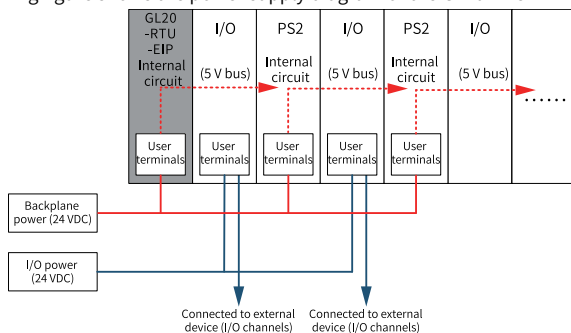 GL20
-RTU
-EIP
Internal
circuit
I/O
(5 V bus)
PS2
Internal
circuit
I/O
(5 V bus)
PS2
Internal
circuit
I/O
(5 V bus)
......
User
terminals
User
terminals
User
terminals
User
terminals
User
terminals
Backplane
power (24 VDC)
I/O power
(24 VDC)
Connected to external
device (I/O channels)
Connected to external
device (I/O channels)